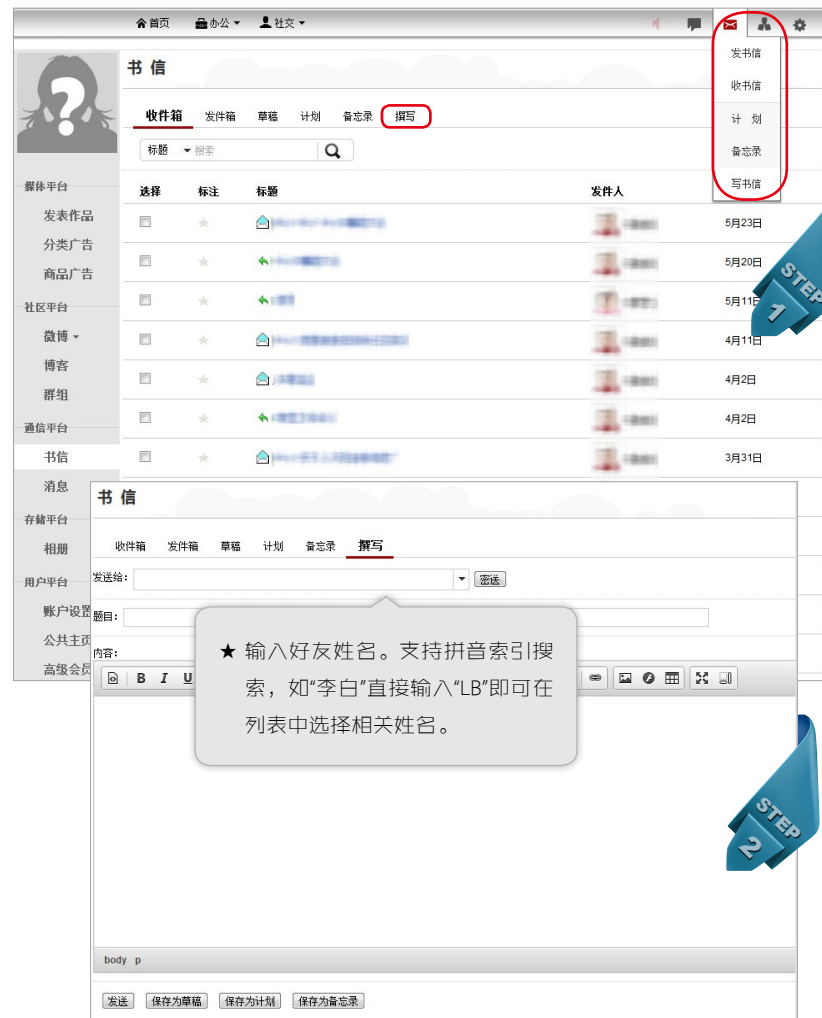 首页 办公 社交
发书信
收书信
计 划
备忘录
写书信
书 信
收件箱 发件箱 草稿 计划 备忘录 撰写
标题 搜索
选择 标注 标题 发件人
5月23日
5月20日
5月11日
4月11日
4月2日
4月2日
3月31日
STEP
1
媒体平台
发表作品
分类广告
商品广告
社区平台
微博
博客
群组
通信平台
书信
消息
存储平台
相册
用户平台
账户设置
公共主页
高级会员
书 信
收件箱 发件箱 草稿 计划 备忘录 撰写
发送给: 密送
题目:
内容:
B I U
★ 输入好友姓名。支持拼音索引搜
索，如“李白”直接输入“LB”即可在
列表中选择相关姓名。
STEP
2
body p
发送 保存为草稿 保存为计划 保存为备忘录